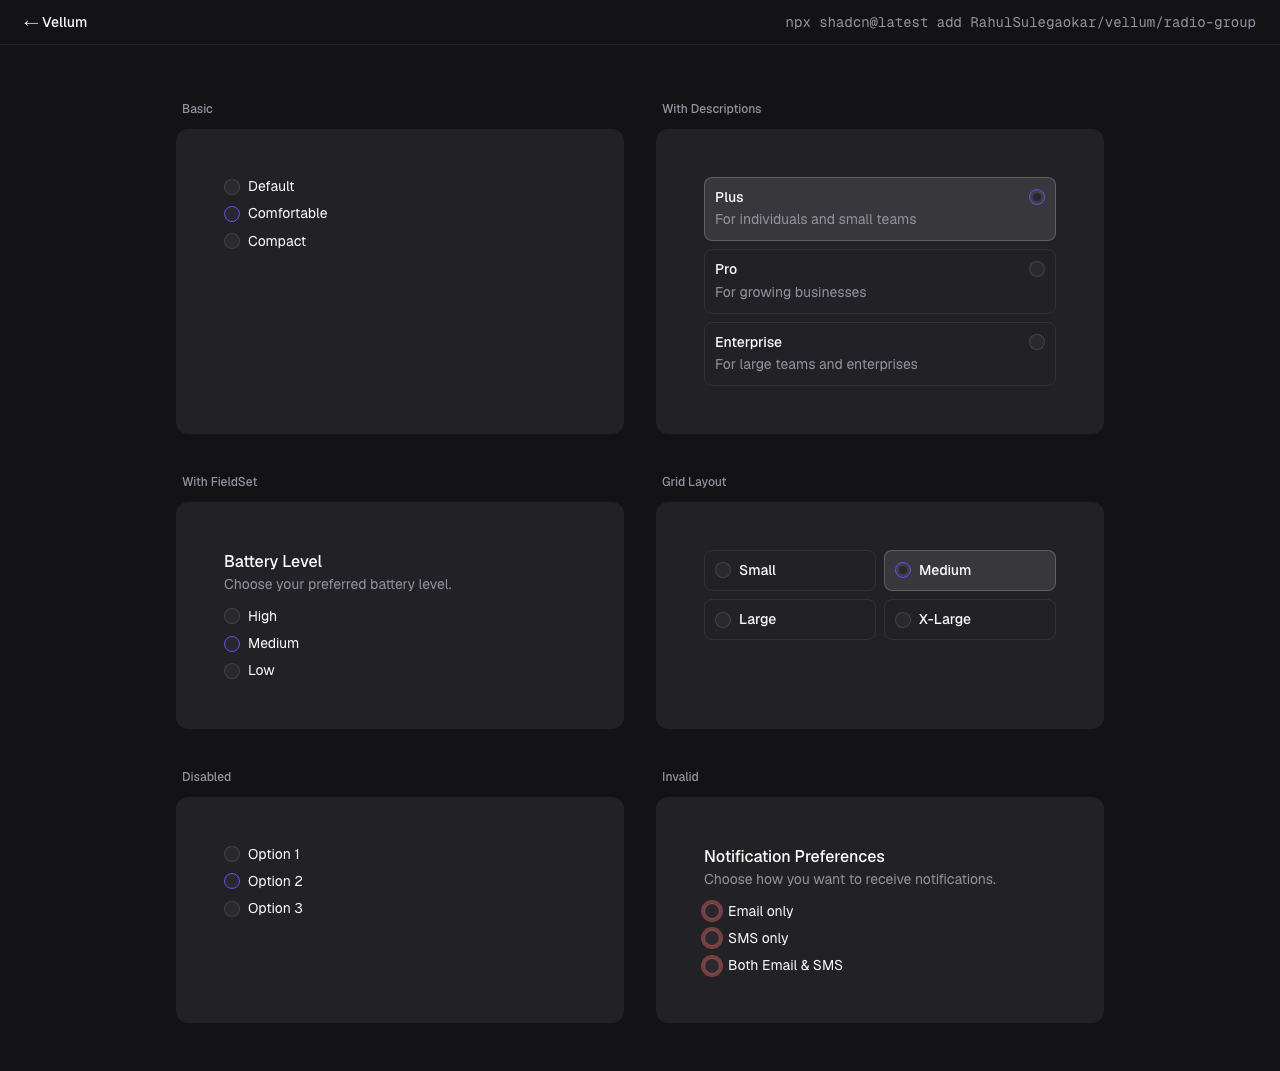 ← Vellum
npx shadcn@latest add RahulSulegaokar/vellum/radio-group
Basic
Default
Comfortable
Compact
With Descriptions
Plus
For individuals and small teams
Pro
For growing businesses
Enterprise
For large teams and enterprises
With FieldSet
Battery Level
Choose your preferred battery level.
High
Medium
Low
Grid Layout
Small
Medium
Large
X-Large
Disabled
Option 1
Option 2
Option 3
Invalid
Notification Preferences
Choose how you want to receive notifications.
Email only
SMS only
Both Email & SMS